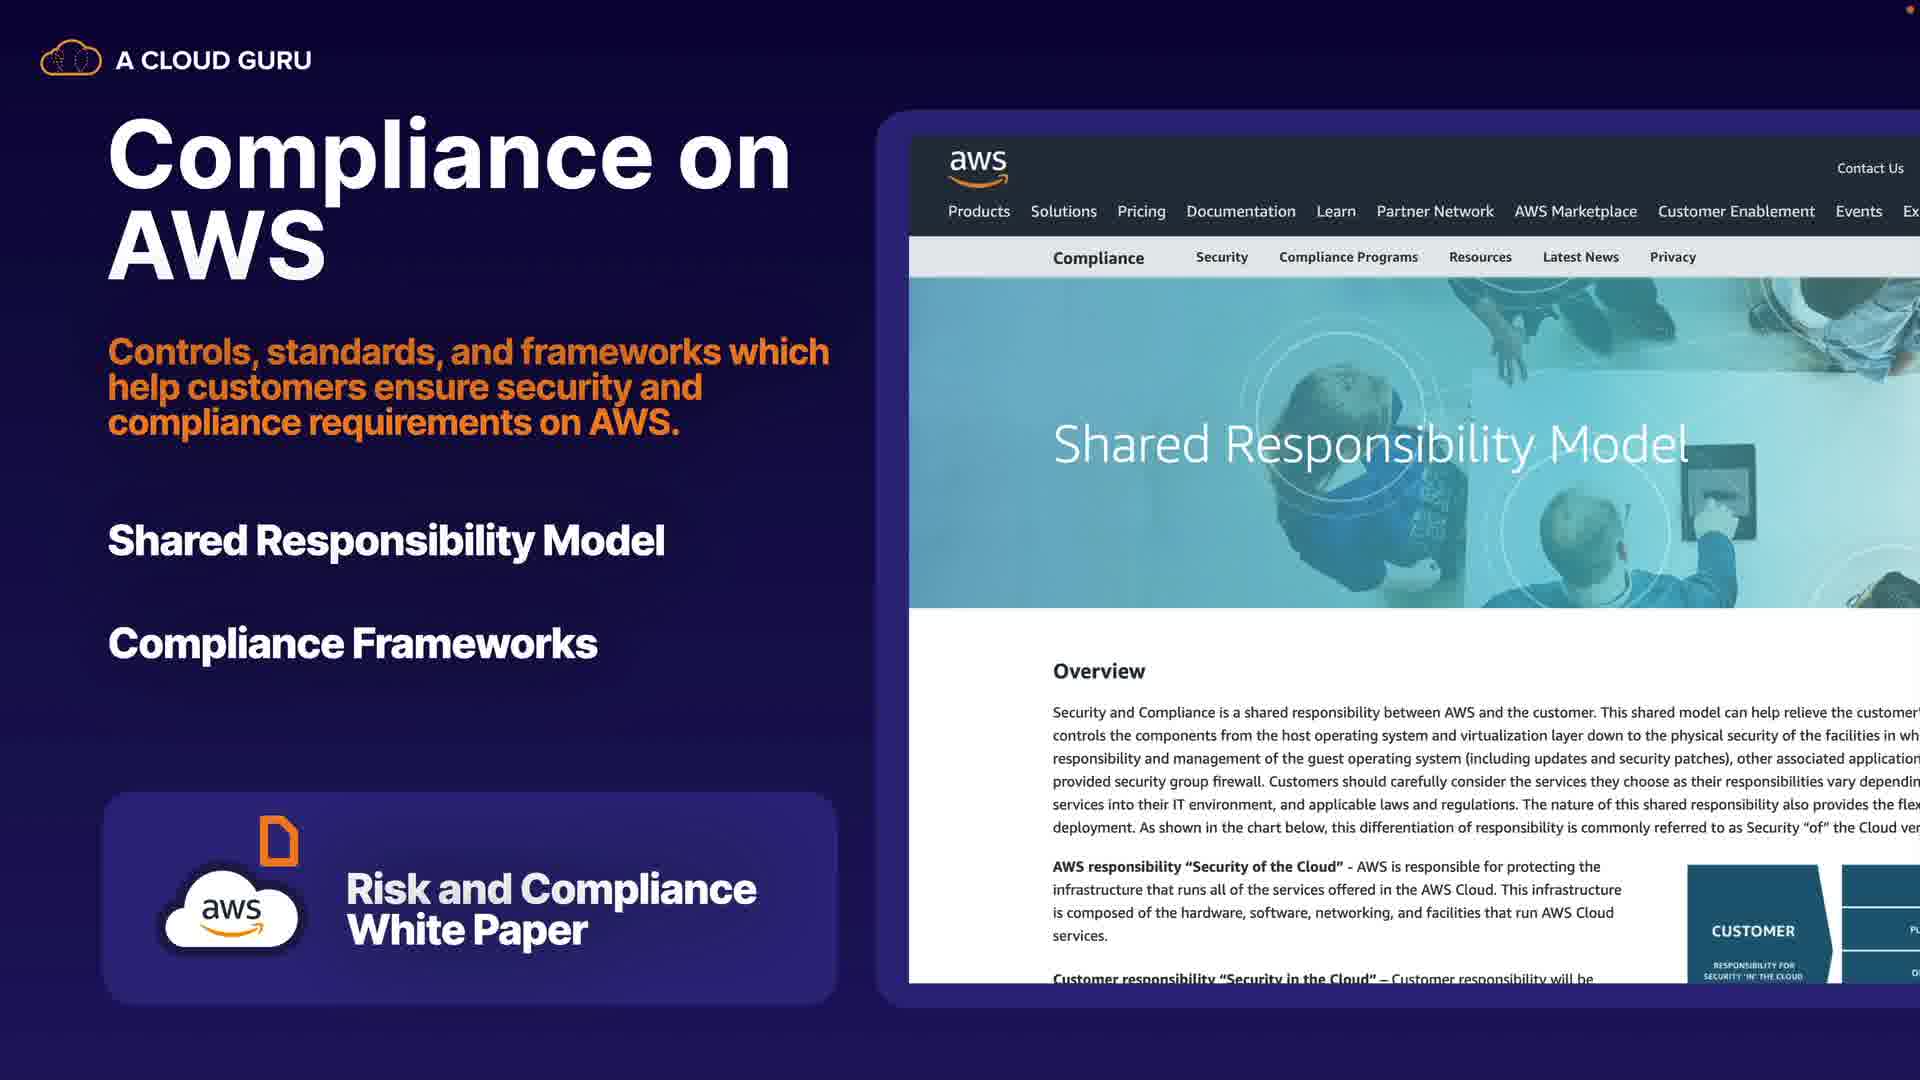 A CLOUD GURU
Compliance on
AWS
Controls, standards, and frameworks which
help customers ensure security and
compliance requirements on AWS.
Shared Responsibility Model
Compliance Frameworks
aws
Risk and Compliance
White Paper
aws
Contact Us
Products Solutions Pricing Documentation Learn Partner Network AWS Marketplace Customer Enablement Events Ex
Compliance Security Compliance Programs Resources Latest News Privacy
Shared Responsibility Model
Overview
Security and Compliance is a shared responsibility between AWS and the customer. This shared model can help relieve the customer'
controls the components from the host operating system and virtualization layer down to the physical security of the facilities in wh
responsibility and management of the guest operating system (including updates and security patches), other associated application
provided security group firewall. Customers should carefully consider the services they choose as their responsibilities vary dependin
services into their IT environment, and applicable laws and regulations. The nature of this shared responsibility also provides the flex
deployment. As shown in the chart below, this differentiation of responsibility is commonly referred to as Security “of” the Cloud ver
AWS responsibility “Security of the Cloud” - AWS is responsible for protecting the
infrastructure that runs all of the services offered in the AWS Cloud. This infrastructure
is composed of the hardware, software, networking, and facilities that run AWS Cloud
services.
Customer responsibility “Security in the Cloud” – Customer responsibility will be
CUSTOMER
RESPONSIBILITY FOR
SECURITY ‘IN’ THE CLOUD